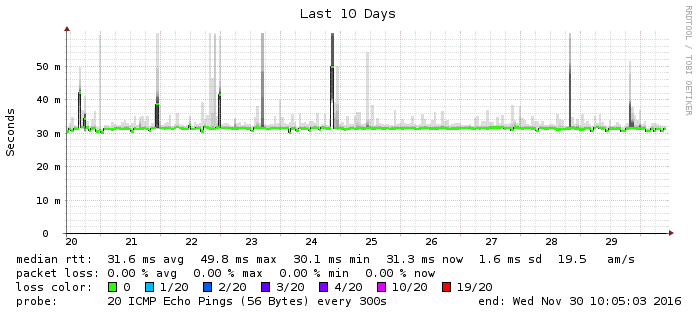 Last 10 Days
RRDTOOL / TOBI OETIKER
Seconds
50 m
40 m
30 m
20 m
10 m
0
20 21 22 23 24 25 26 27 28 29
median rtt: 31.6 ms avg 49.8 ms max 30.1 ms min 31.3 ms now 1.6 ms sd 19.5 am/s
packet loss: 0.00 % avg 0.00 % max 0.00 % min 0.00 % now
loss color: 0 1/20 2/20 3/20 4/20 10/20 19/20
probe: 20 ICMP Echo Pings (56 Bytes) every 300s end: Wed Nov 30 10:05:03 2016